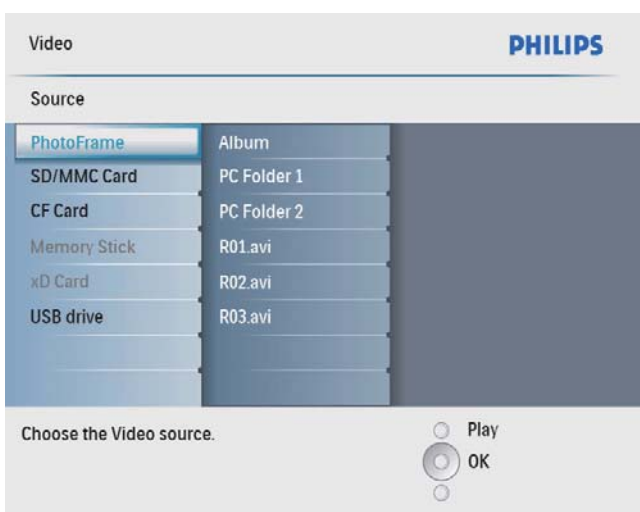 Video
PHILIPS
Source
PhotoFrame
Album
SD/MMC Card
PC Folder 1
CF Card
PC Folder 2
Memory Stick
R01.avi
xD Card
R02.avi
USB drive
R03.avi
Choose the Video source.
Play
OK